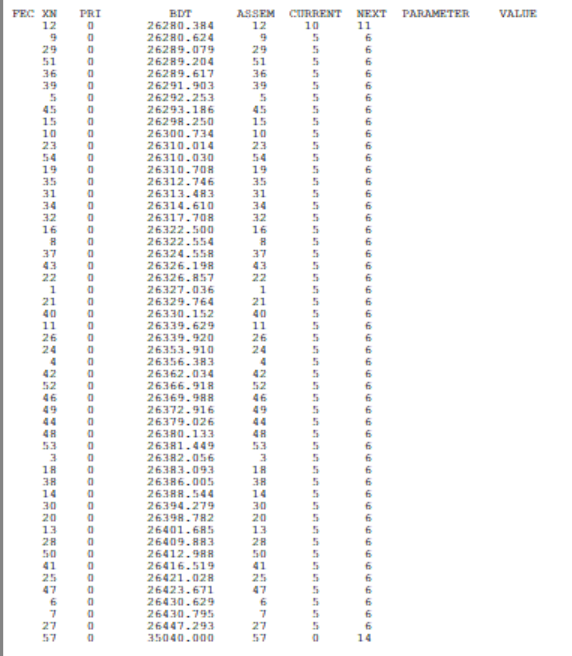 FEC XN PRI BDT ASSEM CURRENT NEXT PARAMETER VALUE
12 0 26280.384 12 10 11
9 0 26280.624 9 5 6
29 0 26289.079 29 5 6
51 0 26289.204 51 5 6
36 0 26289.617 36 5 6
39 0 26291.903 39 5 6
5 0 26292.253 5 5 6
45 0 26293.186 45 5 6
15 0 26298.250 15 5 6
10 0 26300.734 10 5 6
23 0 26310.014 23 5 6
54 0 26310.030 54 5 6
19 0 26310.708 19 5 6
35 0 26312.746 35 5 6
31 0 26313.483 31 5 6
34 0 26314.610 34 5 6
32 0 26317.708 32 5 6
16 0 26322.500 16 5 6
8 0 26322.554 8 5 6
37 0 26324.558 37 5 6
43 0 26326.198 43 5 6
22 0 26326.857 22 5 6
1 0 26327.036 1 5 6
21 0 26329.764 21 5 6
40 0 26330.152 40 5 6
11 0 26339.629 11 5 6
26 0 26339.920 26 5 6
24 0 26353.910 24 5 6
4 0 26356.383 4 5 6
42 0 26362.034 42 5 6
52 0 26366.918 52 5 6
46 0 26369.988 46 5 6
49 0 26372.916 49 5 6
44 0 26379.026 44 5 6
48 0 26380.133 48 5 6
53 0 26381.449 53 5 6
3 0 26382.056 3 5 6
18 0 26383.093 18 5 6
38 0 26386.005 38 5 6
14 0 26388.544 14 5 6
30 0 26394.279 30 5 6
20 0 26398.782 20 5 6
13 0 26401.685 13 5 6
28 0 26409.883 28 5 6
50 0 26412.988 50 5 6
41 0 26416.519 41 5 6
25 0 26421.028 25 5 6
47 0 26423.671 47 5 6
6 0 26430.629 6 5 6
7 0 26430.795 7 5 6
27 0 26447.293 27 5 6
57 0 35040.000 57 0 14